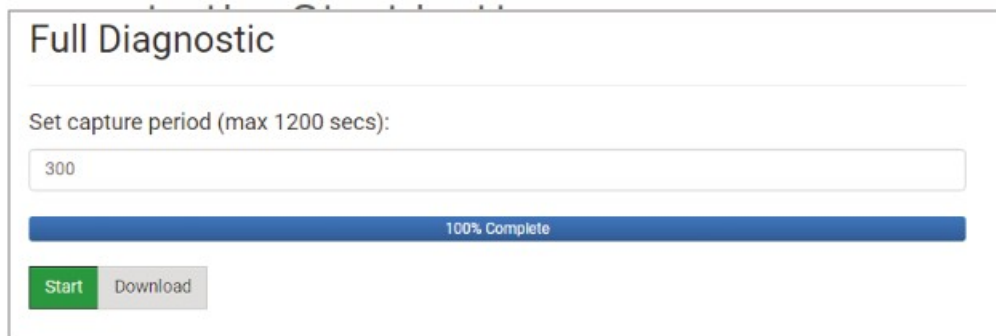 Full Diagnostic
Set capture period (max 1200 secs):
300
100% Complete
Start Download